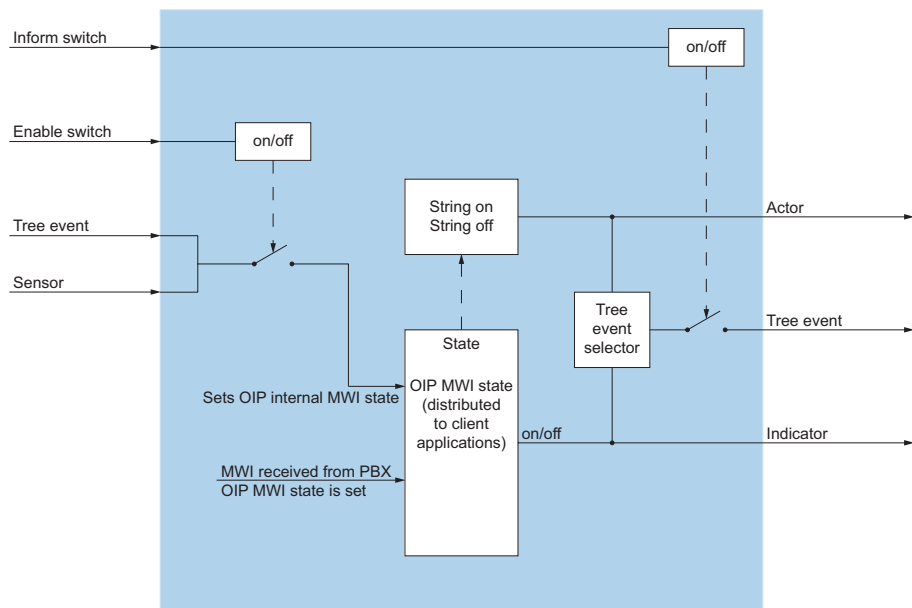 Inform switch
on/off
Enable switch
on/off
String on
String off
Actor
Tree event
Sensor
Tree
event
selector
Tree event
State
OIP MWI state
(distributed
to client
applications)
Sets OIP internal MWI state
on/off
Indicator
MWI received from PBX
OIP MWI state is set